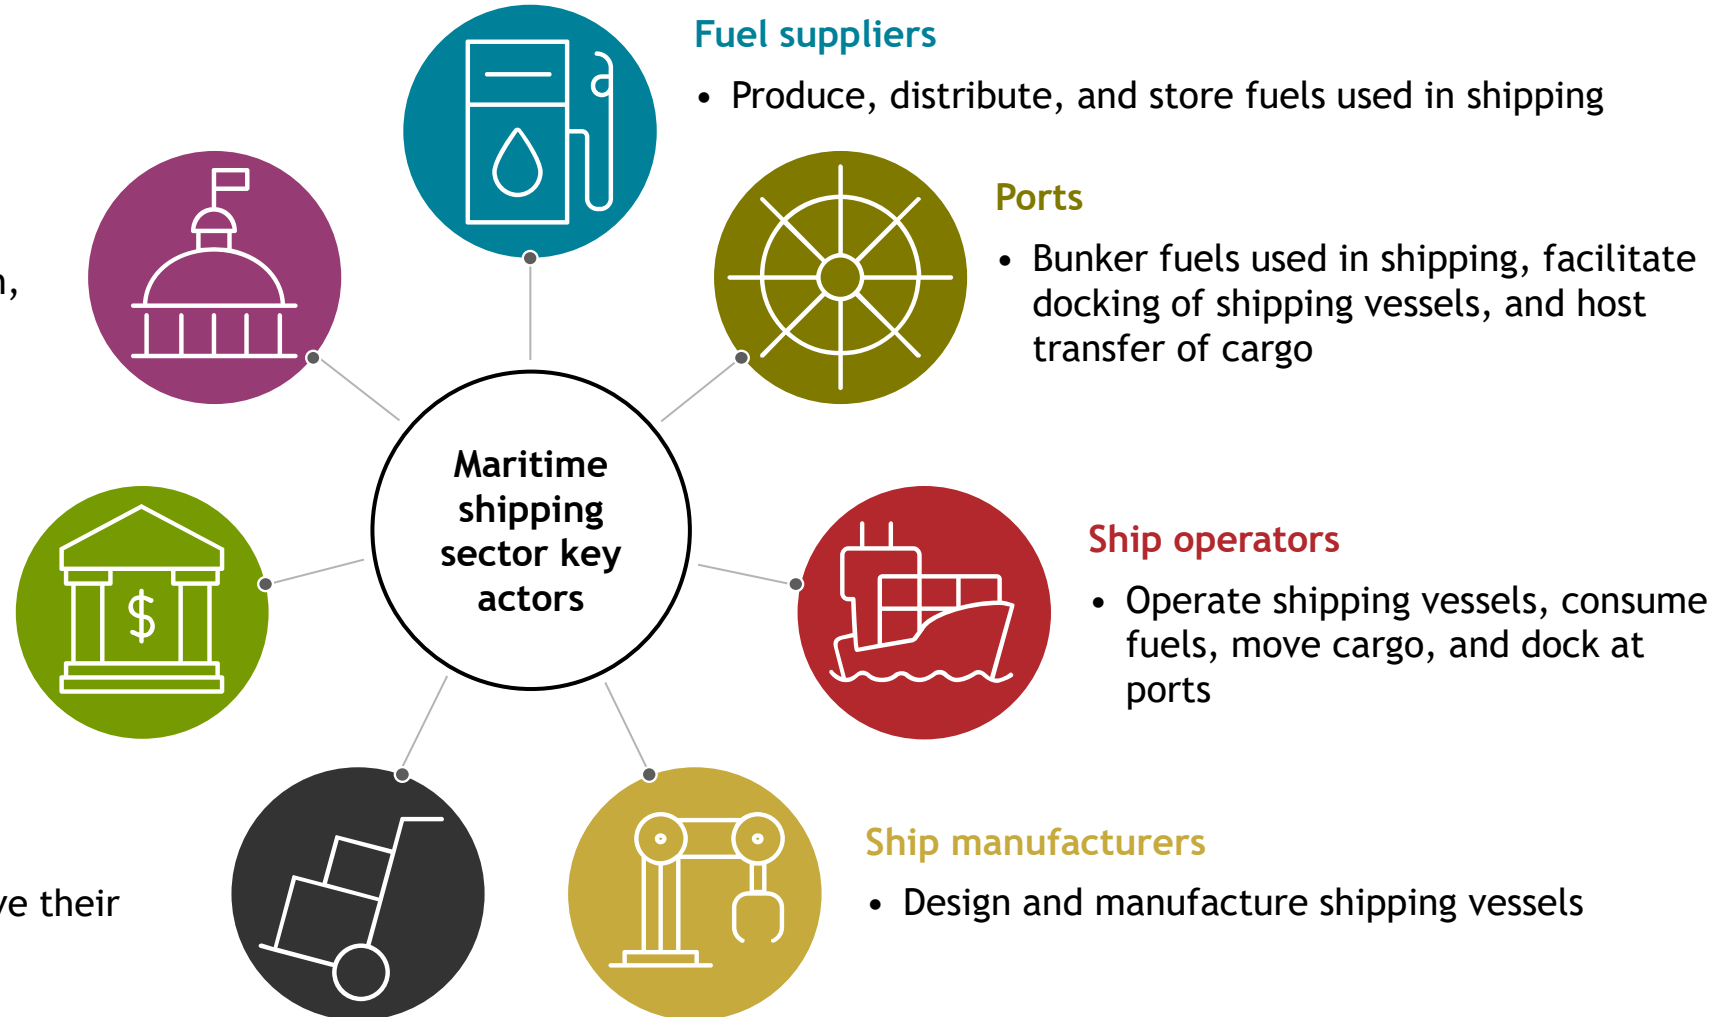 Fuel suppliers
• Produce, distribute, and store fuels used in shipping
Ports
• Bunker fuels used in shipping, facilitate
docking of shipping vessels, and host
transfer of cargo
Maritime
shipping
sector key
actors
$
Ship operators
• Operate shipping vessels, consume
fuels, move cargo, and dock at
ports
Ship manufacturers
• Design and manufacture shipping vessels
their